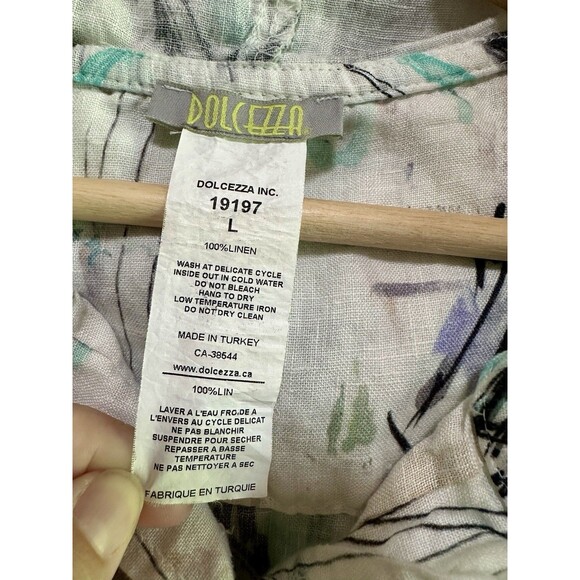 DOLCEZZA
DOLCEZZA INC.
19197
L
100%LINEN
WASH AT DELICATE CYCLE
INSIDE OUT IN COLD WATER
DO NOT BLEACH
HANG TO DRY
LOW TEMPERATURE IRON
DO NOT DRY CLEAN
MADE IN TURKEY
CA-39544
www.dolcezza.ca
100%LIN
LAVER A L'EAU FROIDE A
L'ENVERS AU CYCLE DELICAT
NE PAS BLANCHIR
SUSPENDRE POUR SECHER
REPASSER A BASSE
TEMPERATURE
NE PAS NETTOYER A SEC
FABRIQUE EN TURQUIE